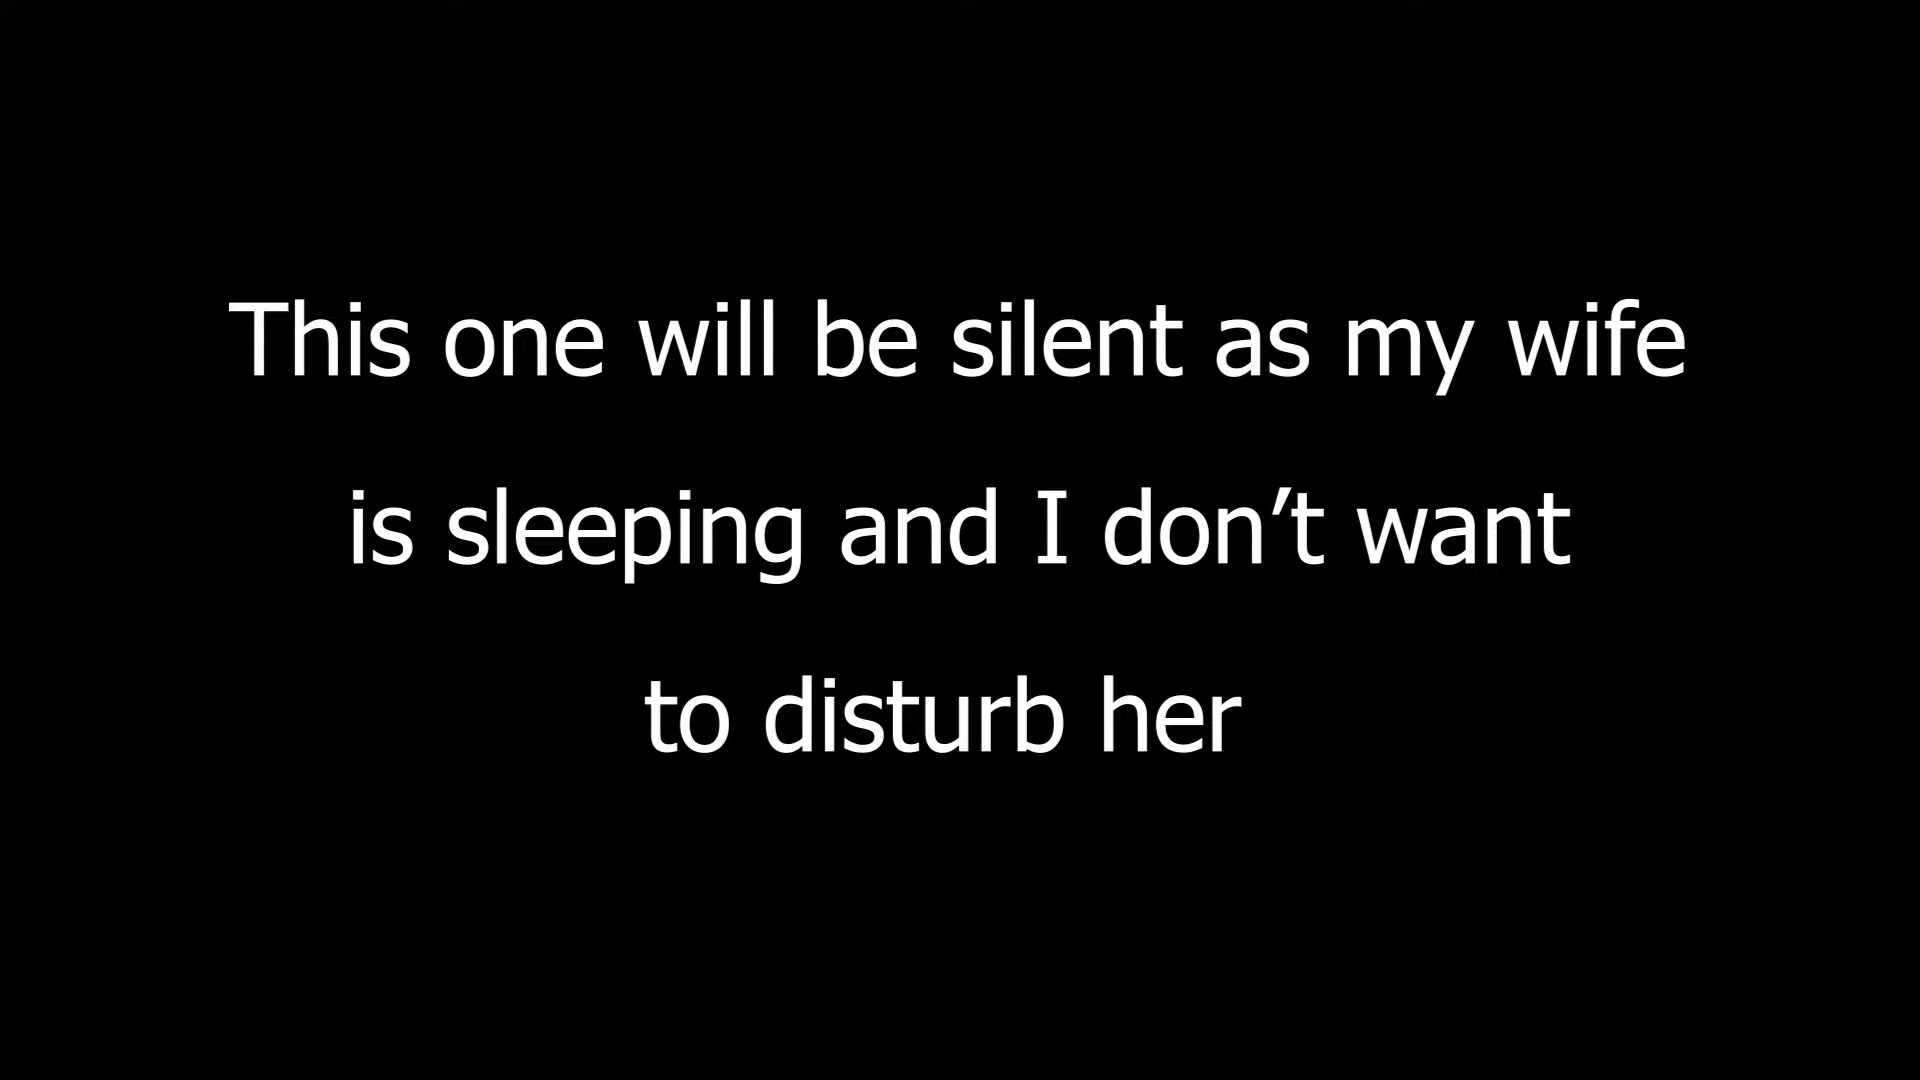 This one will be silent as my wife
is sleeping and I don’t want
to disturb her